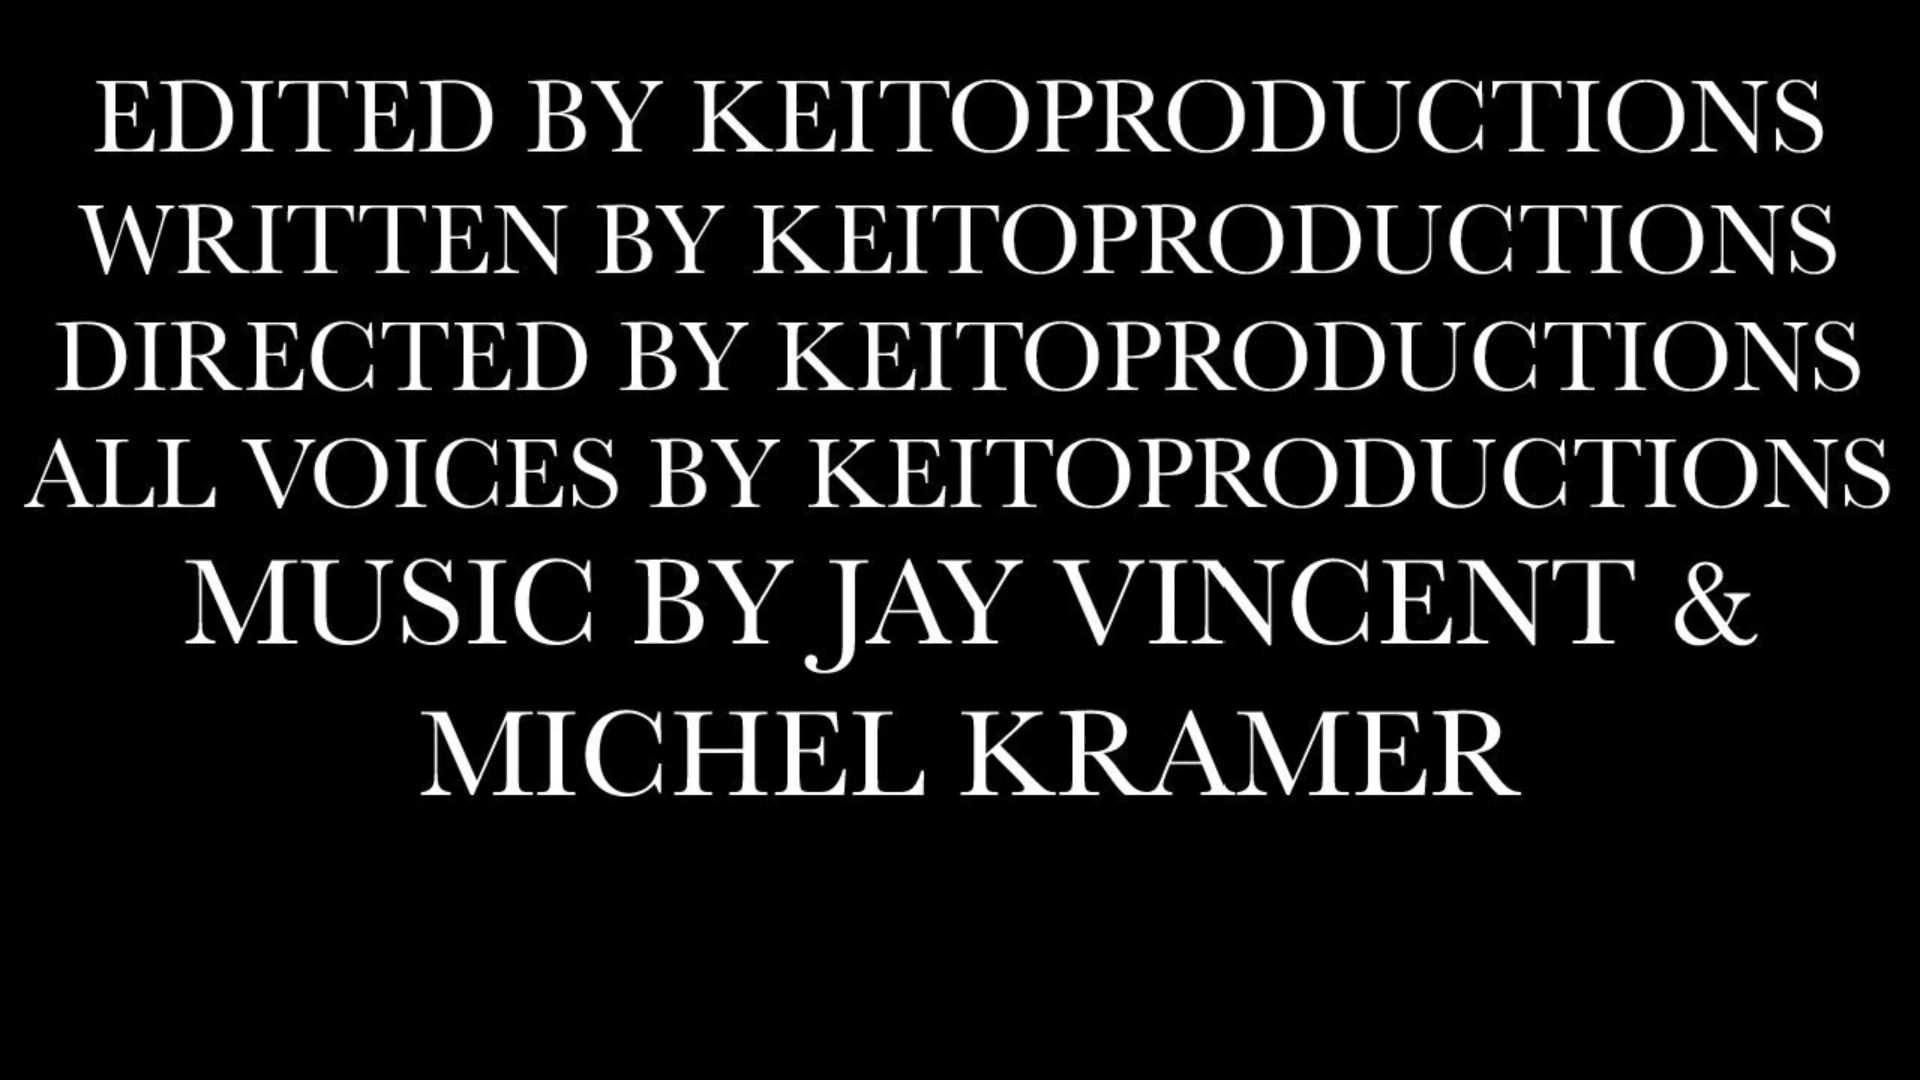 EDITED BY KEITOPRODUCTIONS
WRITTEN BY KEITOPRODUCTIONS
DIRECTED BY KEITOPRODUCTIONS
ALL VOICES BY KEITOPRODUCTIONS
MUSIC BY JAY VINCENT &
MICHEL KRAMER